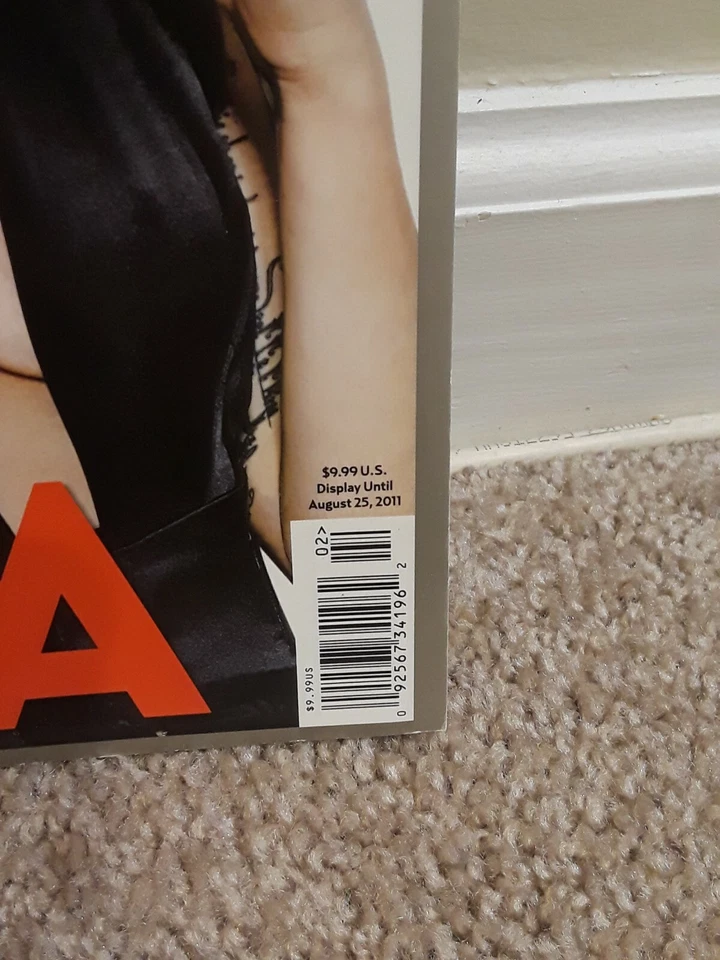 A
$9.99 U.S.
Display Until
August 25, 2011
02>
$9.99US
0 92567 34196 2